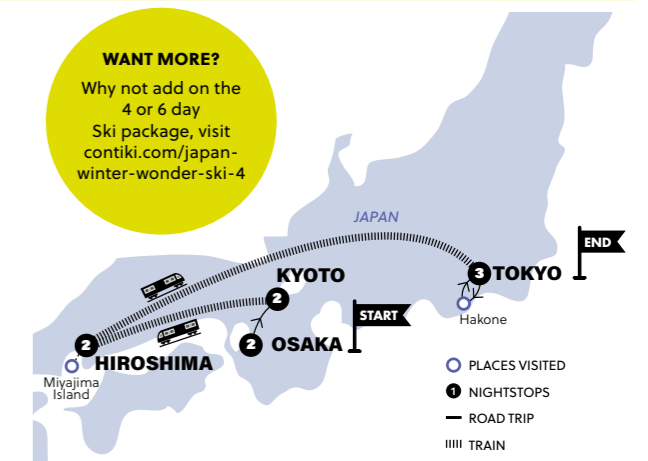 WANT MORE?
Why not add on the
4 or 6 day
Ski package, visit
contiki.com/japan-
winter-wonder-ski-4
JAPAN
END
3 TOKYO
KYOTO
2
START
Hakone
2 OSAKA
2
HIROSHIMA
Miyajima
Island
PLACES VISITED
1 NIGHTSTOPS
ROAD TRIP
TRAIN